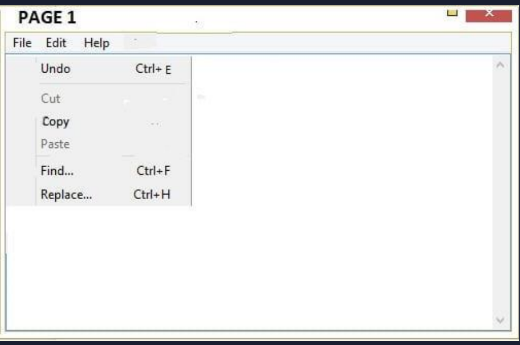 PAGE 1
File Edit Help
Undo Ctrl+ E
Cut
Copy
Paste
Find... Ctrl+F
Replace... Ctrl+H